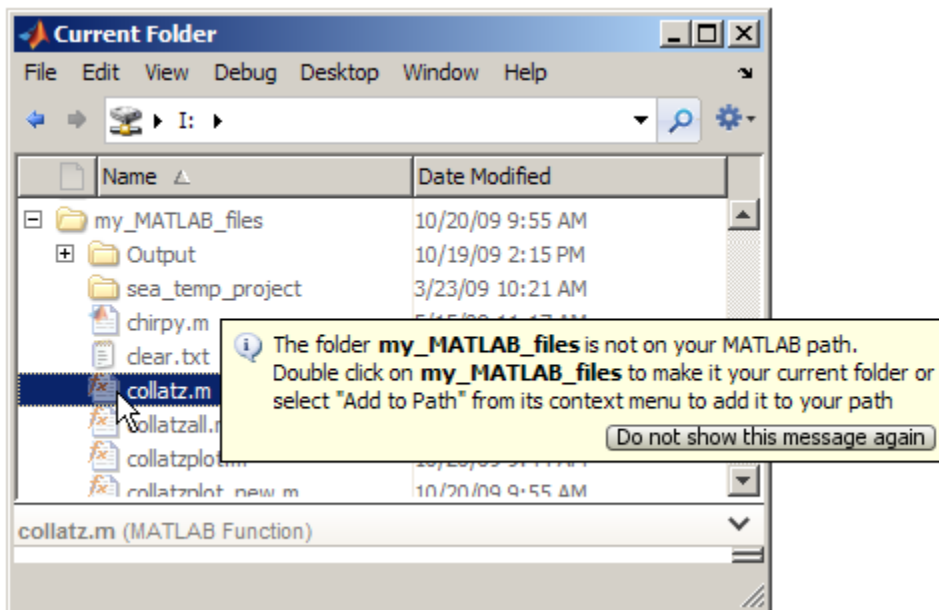 Current Folder
File Edit View Debug Desktop Window Help
I:
Name Date Modified
my_MATLAB_files 10/20/09 9:55 AM
Output 10/19/09 2:15 PM
sea_temp_project 3/23/09 10:21 AM
chirpy.m
The folder my_MATLAB_files is not on your MATLAB path.
clear.txt
Double click on my_MATLAB_files to make it your current folder or
collatz.m
select "Add to Path" from its context menu to add it to your path
Do not show this message again
collatzplot_new.m 10/20/09 9:55 AM
collatz.m (MATLAB Function)